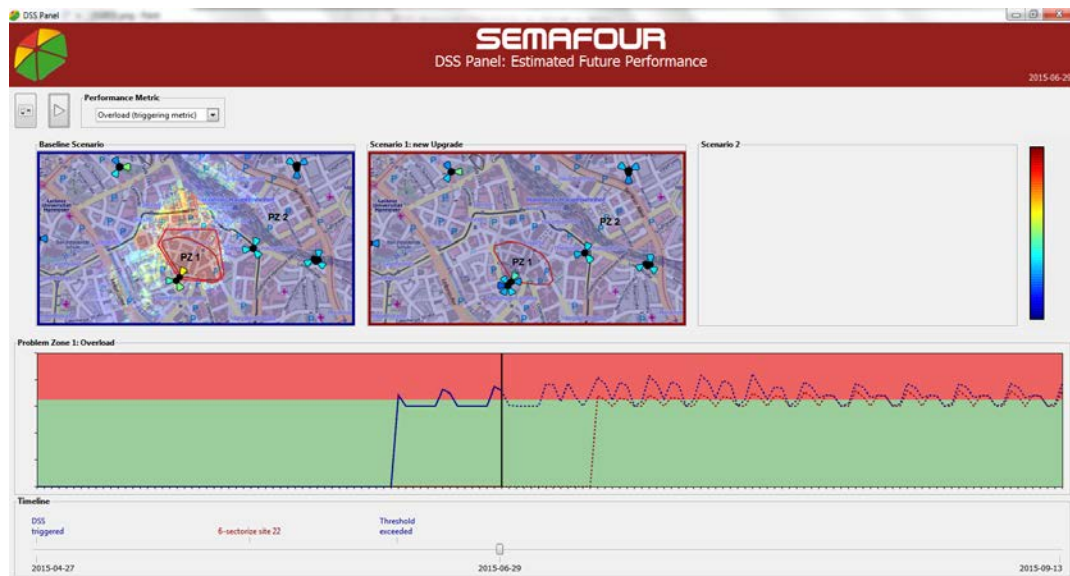 DSS Panel
SEMAFOUR
DSS Panel: Estimated Future Performance
2015-06-29
Performance Metric
Overload (triggering metric)
Baseline Scenario
Scenario 1: new Upgrade
Scenario 2
PZ 2
PZ 1
PZ 2
PZ 1
Problem Zone 1: Overload
Timeline
DSS
triggered
6-sectorize site 22
Threshold
exceeded
2015-04-27
2015-06-29
2015-09-13